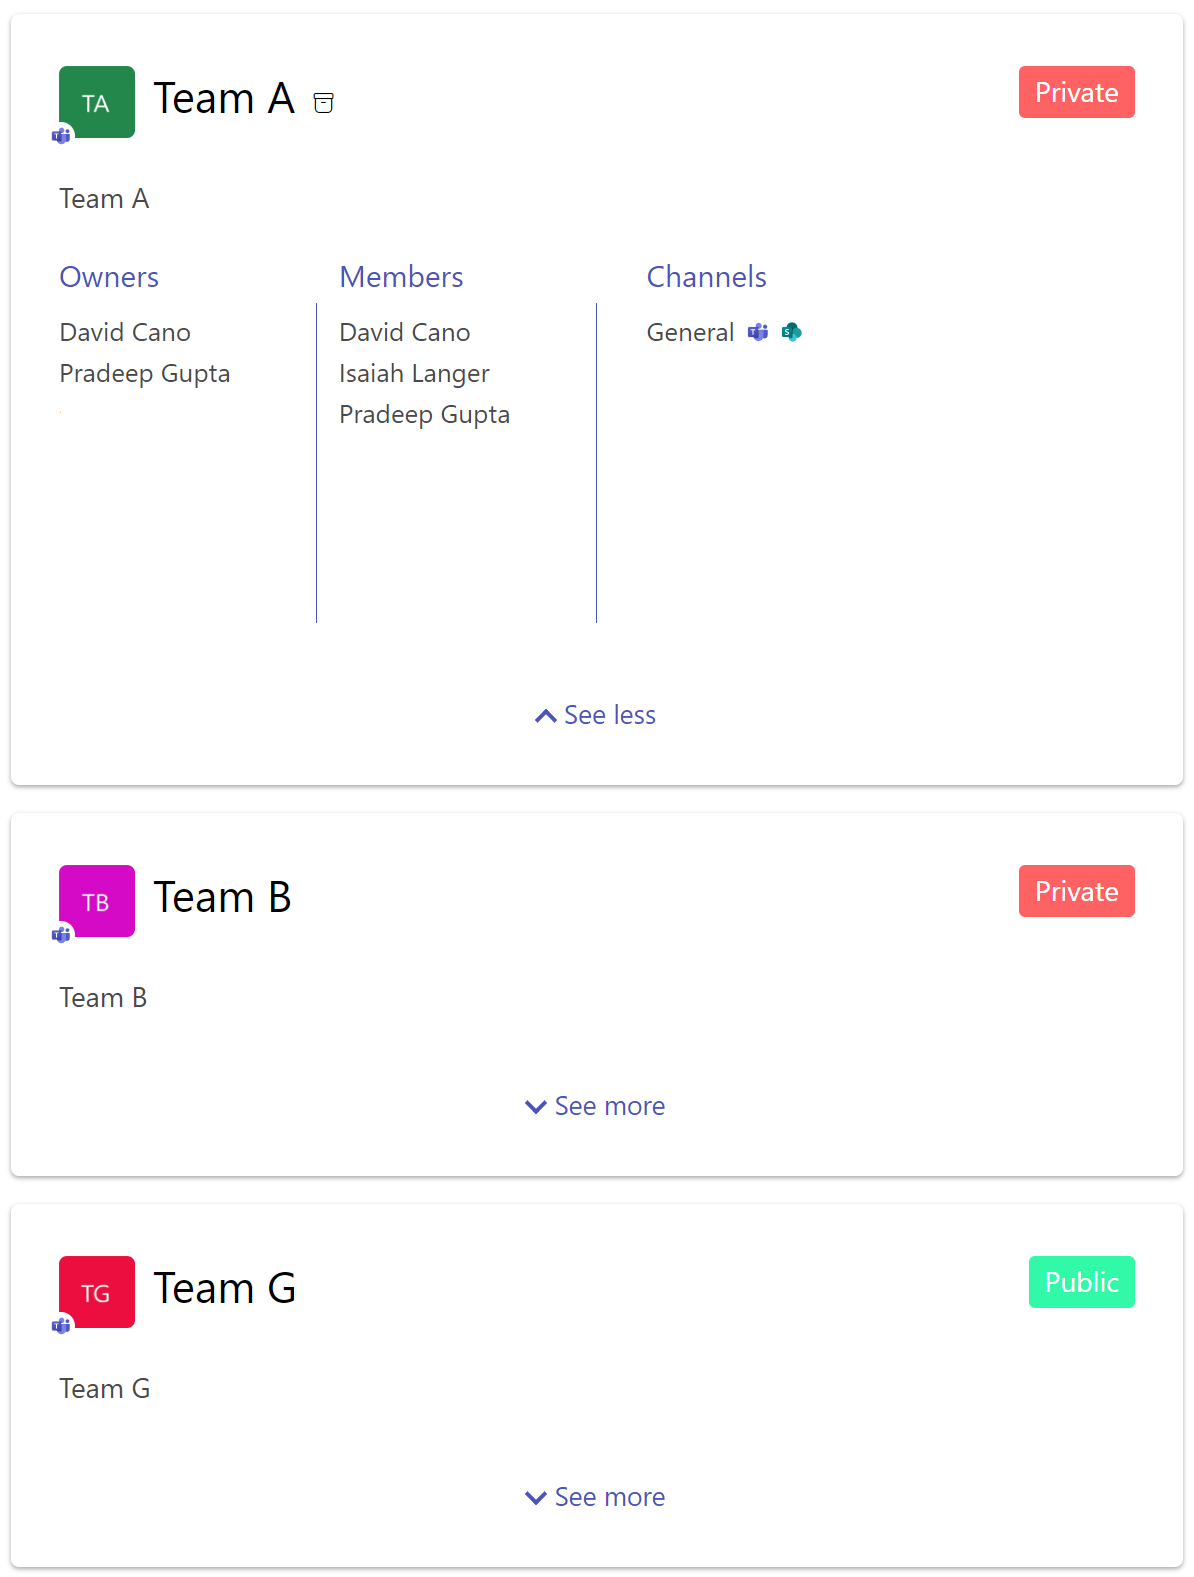 TA
Team A
Private
Team A
Owners
David Cano
Pradeep Gupta
Members
David Cano
Isaiah Langer
Pradeep Gupta
Channels
General
See less
TB
Team B
Private
Team B
See more
TG
Team G
Public
Team G
See more